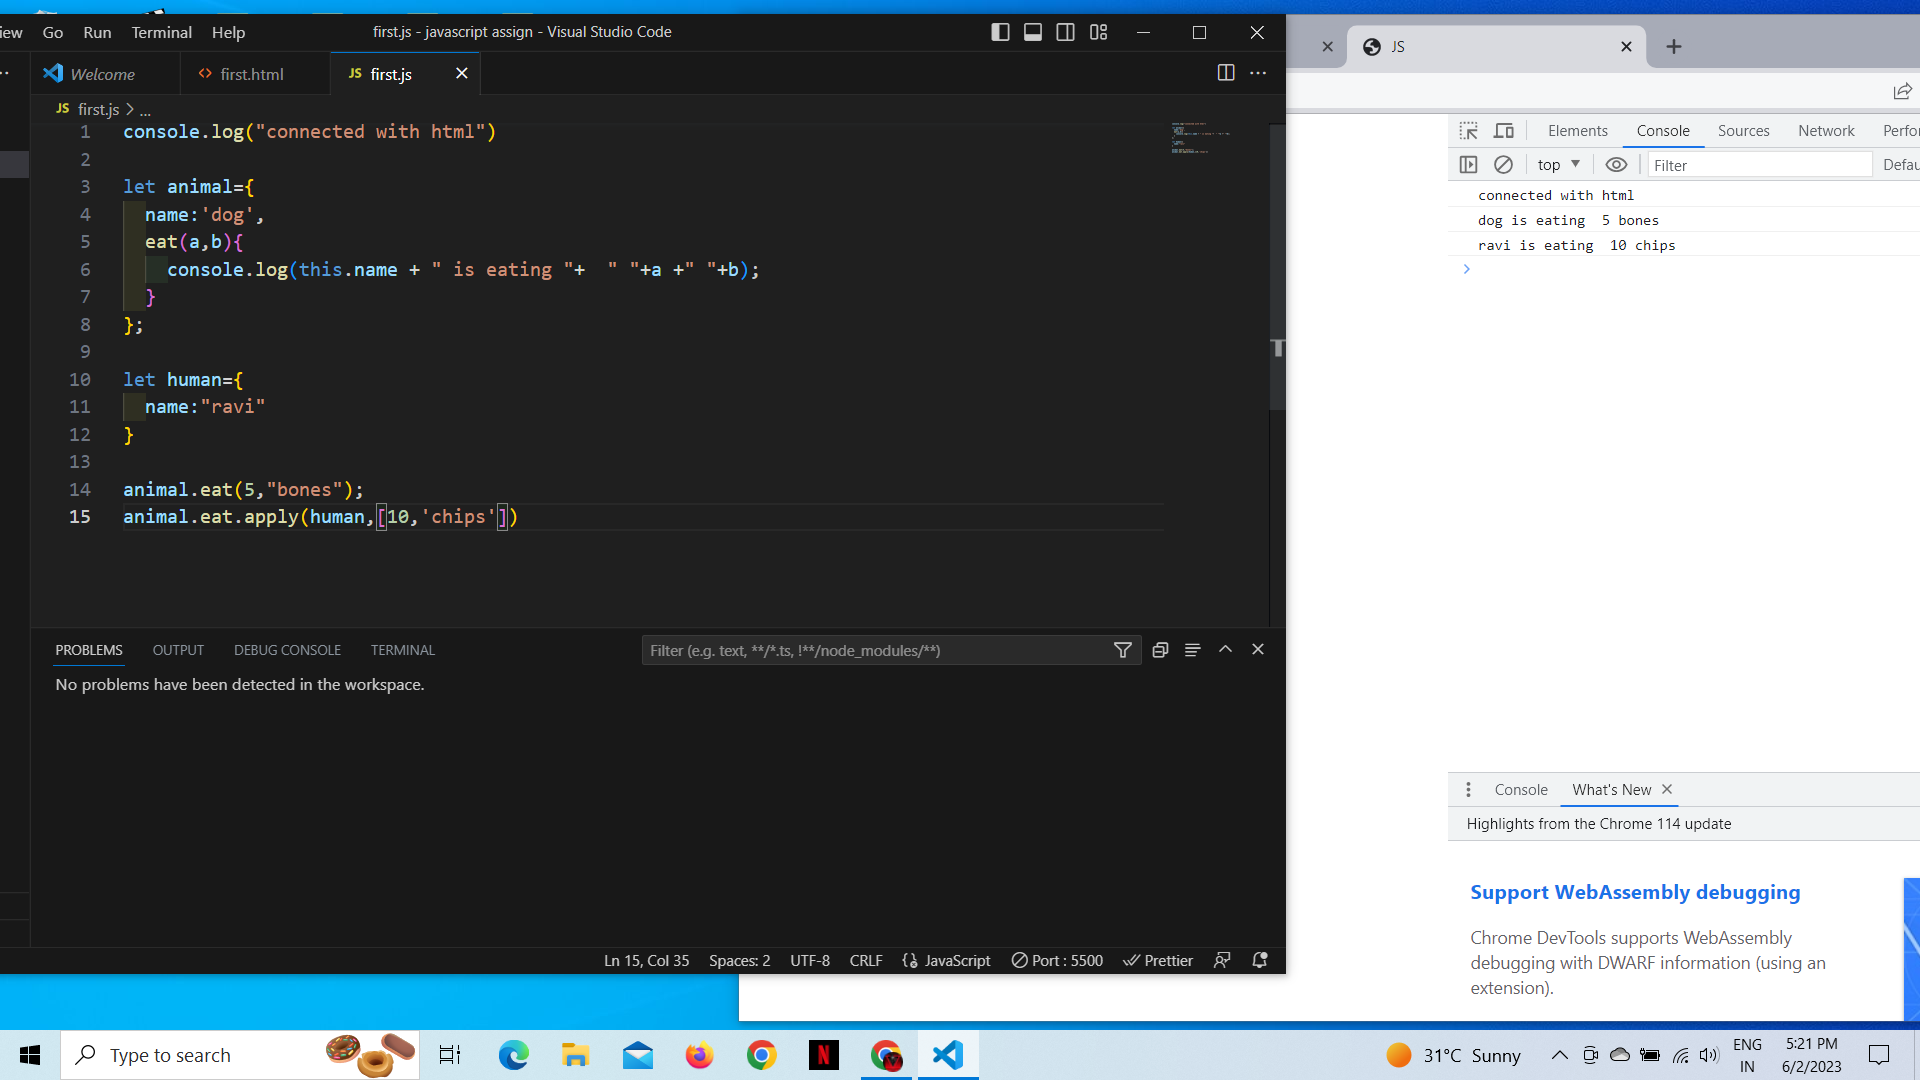 iew Go Run Terminal Help first.js - javascript assign - Visual Studio Code
Welcome first.html JS first.js
JS first.js > ...
1 console.log("connected with html")
2
3 let animal={
4 name:'dog',
5 eat(a,b){
6 console.log(this.name + " is eating "+  " "+a +" "+b);
7 }
8 };
9
10 let human={
11 name:"ravi"
12 }
13
14 animal.eat(5,"bones");
15 animal.eat.apply(human,[10,'chips'])
PROBLEMS OUTPUT DEBUG CONSOLE TERMINAL Filter (e.g. text, **/*.ts, !**/node_modules/**)
No problems have been detected in the workspace.
Ln 15, Col 35 Spaces: 2 UTF-8 CRLF {} JavaScript Port : 5500 Prettier
JS
Elements Console Sources Network Perfo
top Filter Defau
connected with html
dog is eating  5 bones
ravi is eating  10 chips
>
Console What's New
Highlights from the Chrome 114 update
Support WebAssembly debugging
Chrome DevTools supports WebAssembly
debugging with DWARF information (using an
extension).
Type to search
N
31°C Sunny
ENG
IN
5:21 PM
6/2/2023